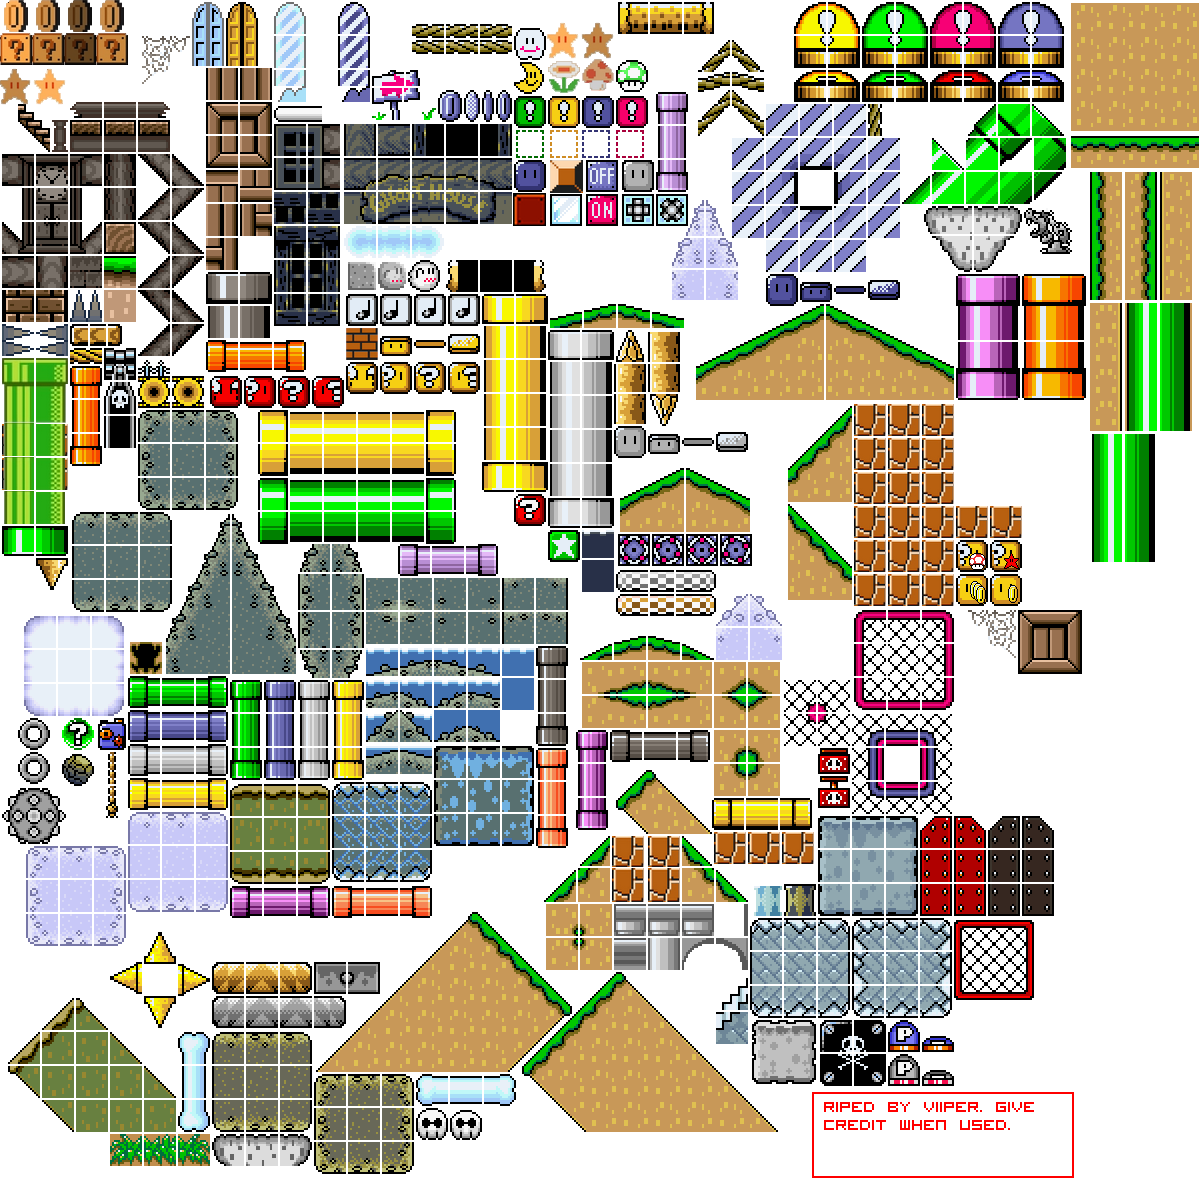 OFF
GHOST HOUSE
ON
P
P
RIPED BY VIIPER. GIVE
CREDIT WHEN USED.